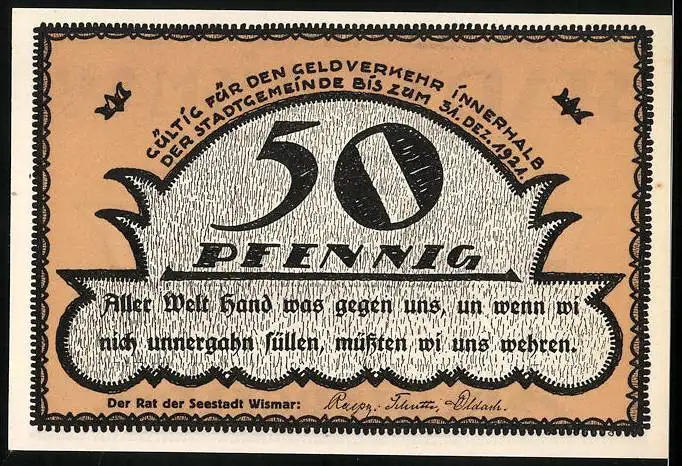 GÜLTIG FÜR DEN GELDVERKEHR INNERHALB
DER STADTGEMEINDE BIS ZUM 31. DEZ. 1921.
50
PFENNIG
Aller Welt Hand was gegen uns, un wenn wi
nich unnergahn süllen, müßten wi uns wehren.
Der Rat der Seestadt Wismar: